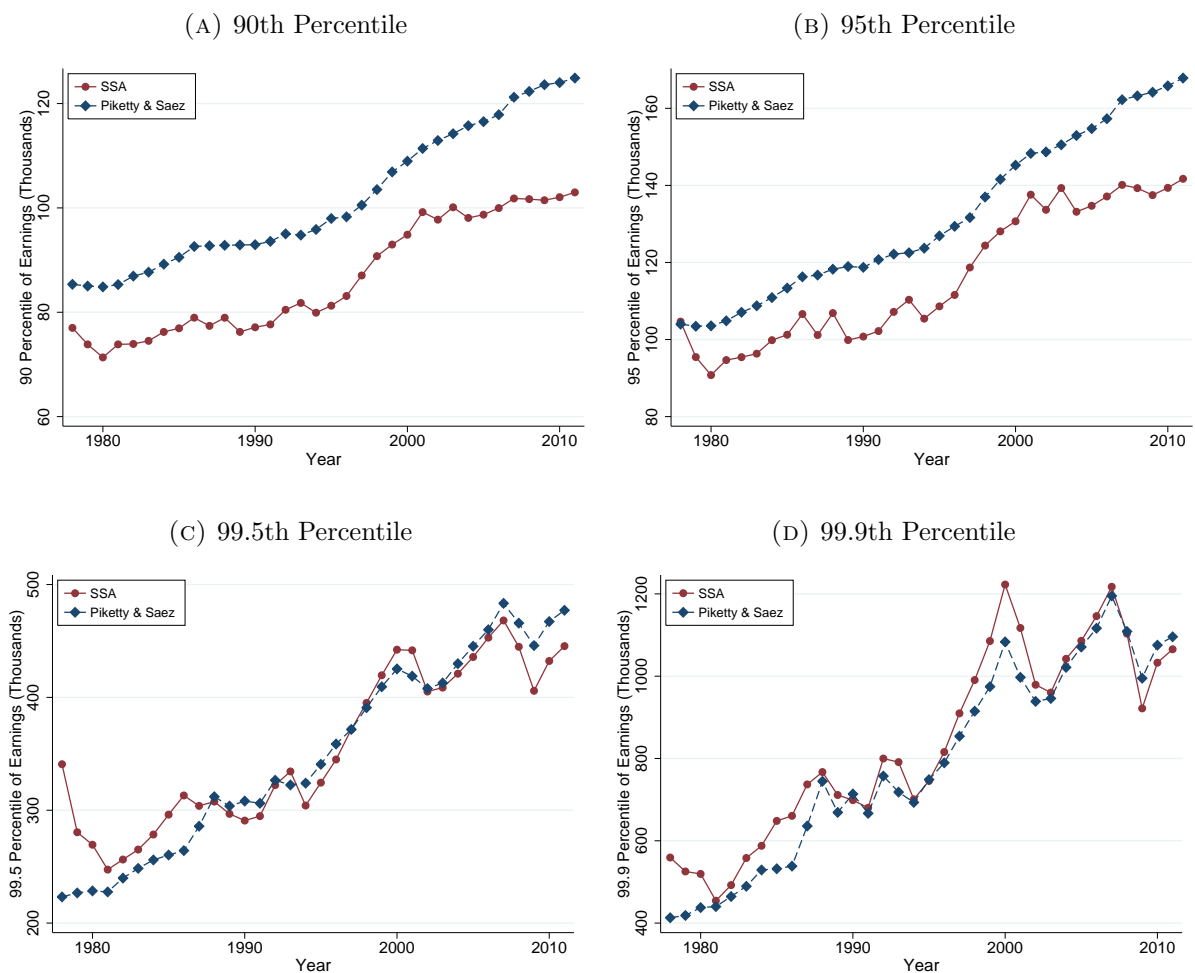 (A) 90th Percentile
SSA
Piketty & Saez
90 Percentile of Earnings (Thousands)
120
100
80
60
1980
1990
2000
2010
Year
(B) 95th Percentile
SSA
Piketty & Saez
95 Percentile of Earnings (Thousands)
160
140
120
100
80
1980
1990
2000
2010
Year
(C) 99.5th Percentile
SSA
Piketty & Saez
99.5 Percentile of Earnings (Thousands)
500
400
300
200
1980
1990
2000
2010
Year
(D) 99.9th Percentile
SSA
Piketty & Saez
99.9 Percentile of Earnings (Thousands)
1200
1000
800
600
400
1980
1990
2000
2010
Year